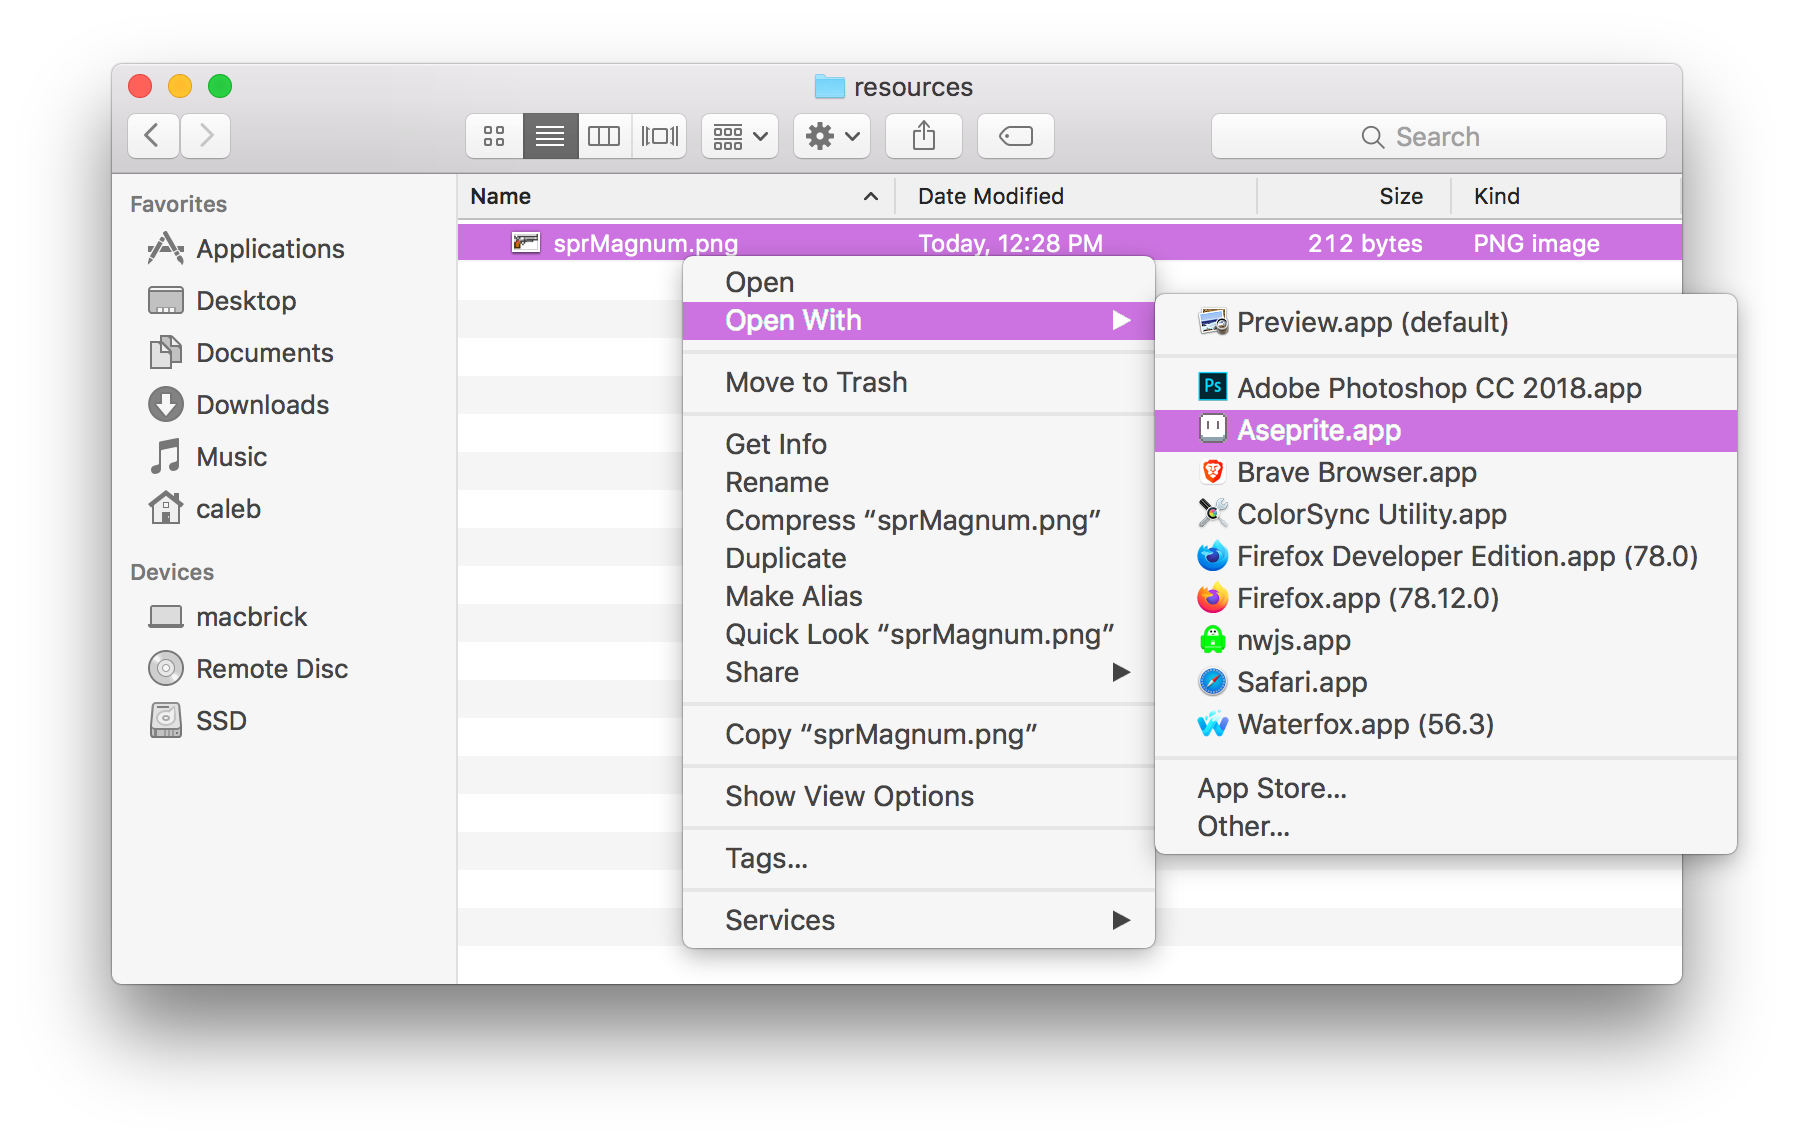 resources
Search
Name
Date Modified
Size
Kind
sprMagnum.png
Today, 12:28 PM
212 bytes
PNG image
Favorites
Applications
Desktop
Documents
Downloads
Music
caleb
Devices
macbrick
Remote Disc
SSD
Open
Open With
Move to Trash
Get Info
Rename
Compress “sprMagnum.png”
Duplicate
Make Alias
Quick Look “sprMagnum.png”
Share
Copy “sprMagnum.png”
Show View Options
Tags...
Services
Preview.app (default)
Ps
Adobe Photoshop CC 2018.app
Aseprite.app
Brave Browser.app
ColorSync Utility.app
Firefox Developer Edition.app (78.0)
Firefox.app (78.12.0)
nwjs.app
Safari.app
Waterfox.app (56.3)
App Store...
Other...